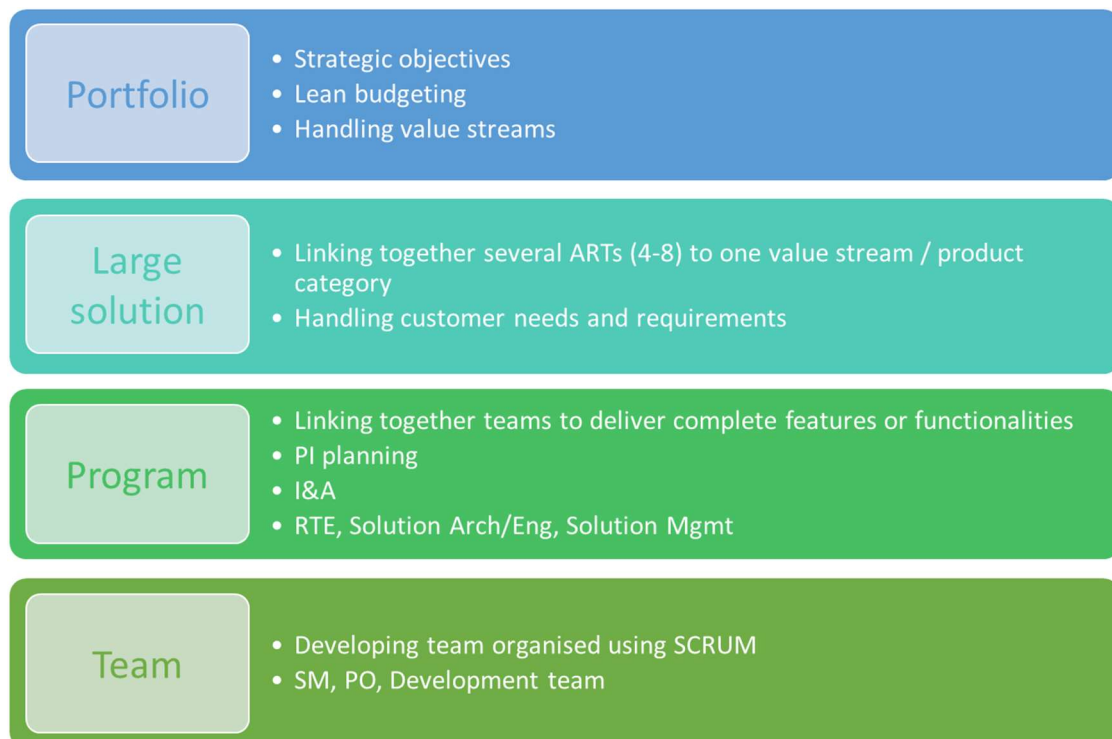 Portfolio
• Strategic objectives
• Lean budgeting
• Handling value streams
Large
solution
• Linking together several ARTs (4-8) to one value stream / product
category
• Handling customer needs and requirements
Program
• Linking together teams to deliver complete features or functionalities
• PI planning
• I&A
• RTE, Solution Arch/Eng, Solution Mgmt
Team
• Developing team organised using SCRUM
• SM, PO, Development team